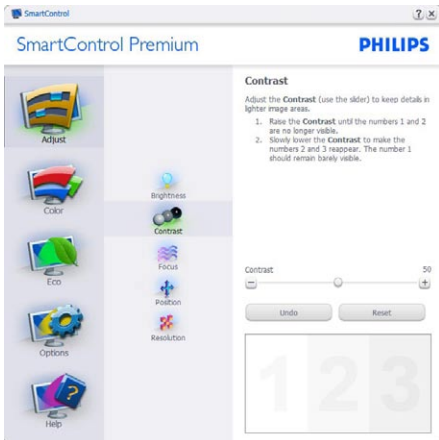 SmartControl
SmartControl Premium
PHILIPS
Adjust
Color
Eco
Options
Help
Brightness
Contrast
Focus
Position
Resolution
Contrast
Adjust the Contrast (use the slider) to keep details in
lighter image areas.
1. Raise the Contrast until the numbers 1 and 2
are no longer visible.
2. Slowly lower the Contrast to make the
numbers 2 and 3 reappear. The number 1
should remain barely visible.
Contrast 50
Undo Reset
1 2 3